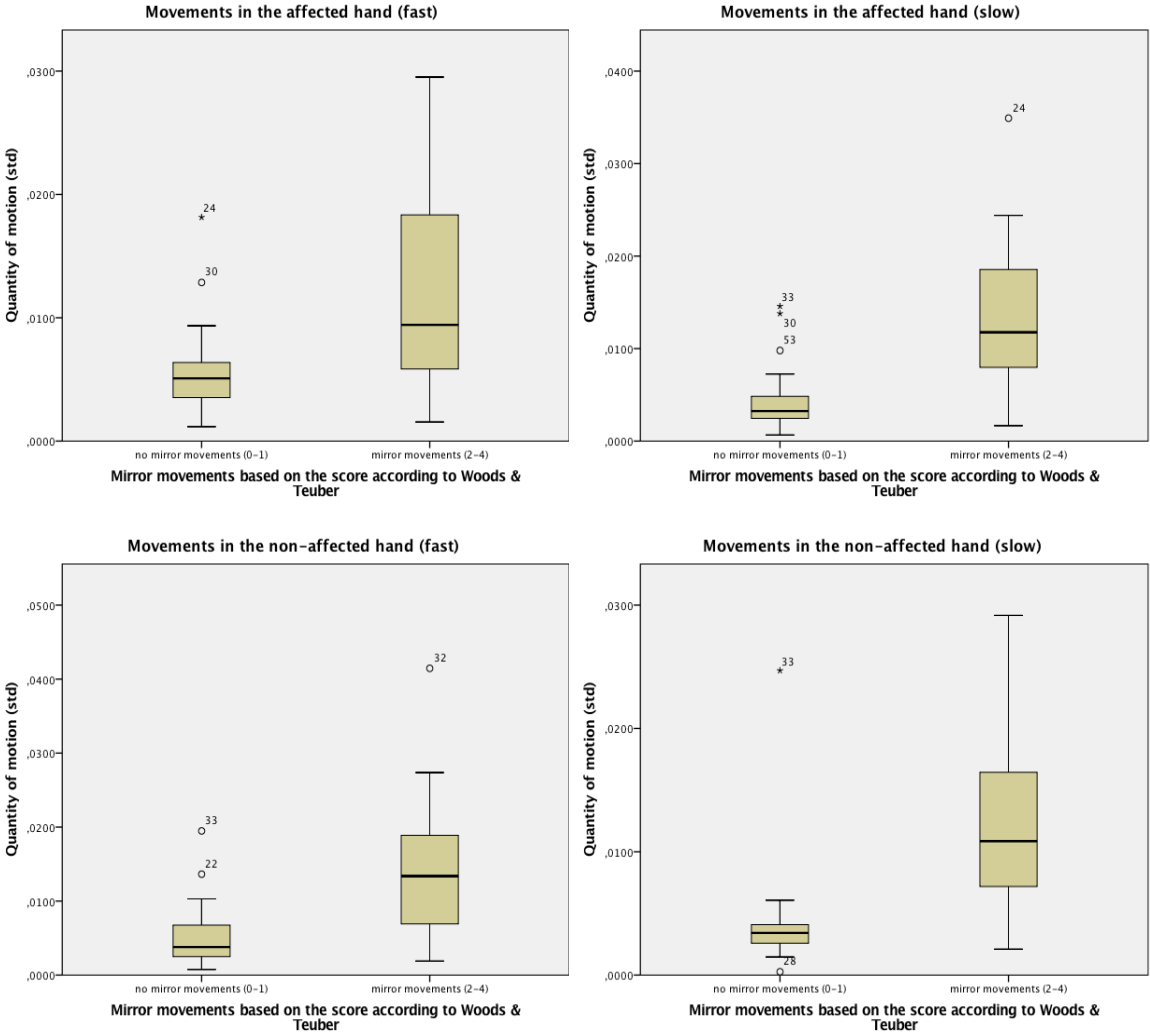 Movements in the affected hand (fast)
,0300
,0200
,0100
,0000
Quantity of motion (std)
24
30
no mirror movements (0-1)
mirror movements (2-4)
Mirror movements based on the score according to Woods &
Teuber
Movements in the affected hand (slow)
,0400
,0300
,0200
,0100
,0000
Quantity of motion (std)
24
33
30
53
no mirror movements (0-1)
mirror movements (2-4)
Mirror movements based on the score according to Woods &
Teuber
Movements in the non-affected hand (fast)
,0500
,0400
,0300
,0200
,0100
,0000
Quantity of motion (std)
32
33
22
no mirror movements (0-1)
mirror movements (2-4)
Mirror movements based on the score according to Woods &
Teuber
Movements in the non-affected hand (slow)
,0300
,0200
,0100
,0000
Quantity of motion (std)
33
28
no mirror movements (0-1)
mirror movements (2-4)
Mirror movements based on the score according to Woods &
Teuber